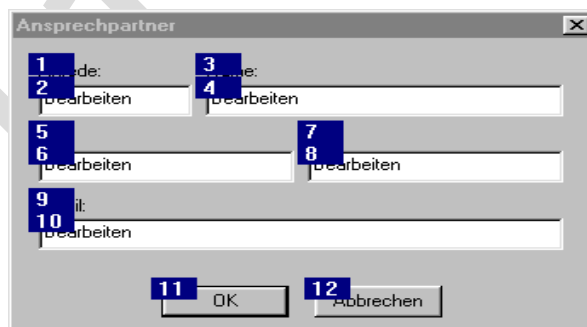 Ansprechpartner
1 3
2 Bearbeiten 4 Bearbeiten
5 7
6 Bearbeiten 8 Bearbeiten
9
10 Bearbeiten
11 OK 12 Abbrechen